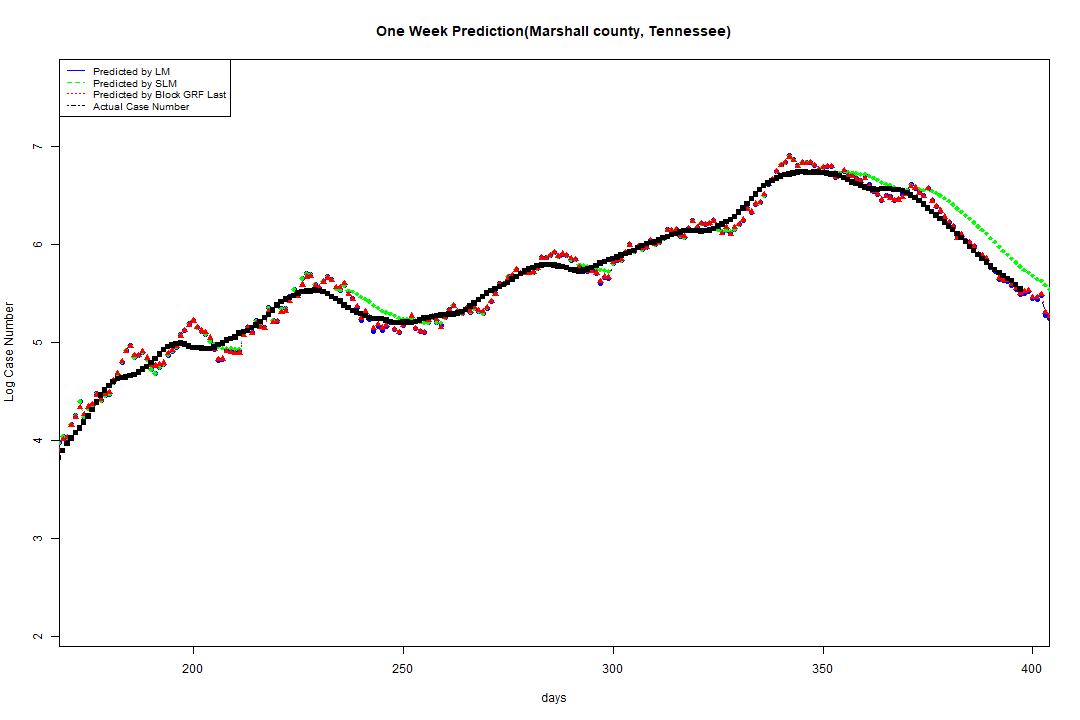 One Week Prediction(Marshall county, Tennessee)
Predicted by LM
Predicted by SLM
Predicted by Block GRF Last
Actual Case Number
7
6
5
4
3
2
Log Case Number
200
250
300
350
400
days